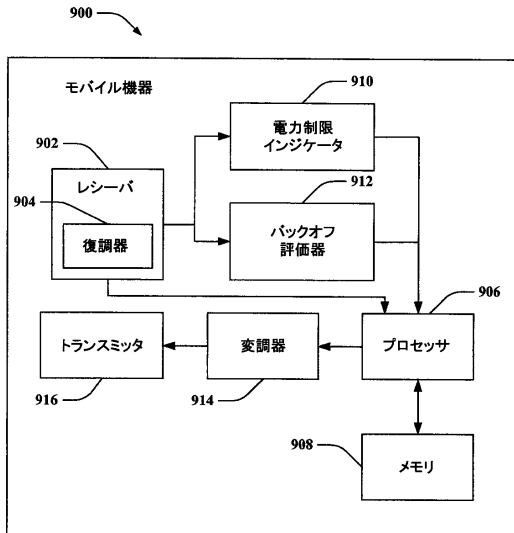 900
モバイル機器
910
電力制限
インジケータ
902
レシーバ
904
復調器
912
バックオフ
評価器
906
トランスミッタ
変調器
プロセッサ
916
914
908
メモリ